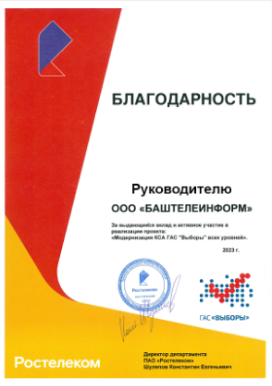 БЛАГОДАРНОСТЬ
Руководителю
ООО «БАШТЕЛЕИНФОРМ»
За выдающийся вклад и активное участие в
реализации проекта:
«Модернизация КСА ГАС "Выборы" всех уровней».
2023 г.
Ростелеком
ГАС «ВЫБОРЫ»
Ростелеком
Директор департамента
ПАО «Ростелеком»
Шулепов Константин Евгеньевич